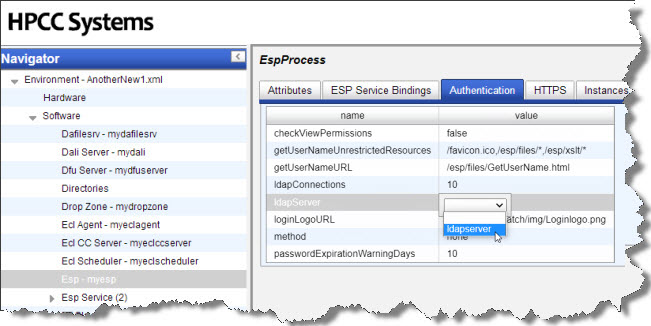 HPCC Systems
Navigator
Environment - AnotherNew1.xml
Hardware
Software
Dafilesrv - mydafilesrv
Dali Server - mydali
Dfu Server - mydfuserver
Directories
Drop Zone - mydropzone
Ecl Agent - myeclagent
Ecl CC Server - myeclccserver
Ecl Scheduler - myeclscheduler
Esp - myesp
Esp Service (2)
EspProcess
Attributes ESP Service Bindings Authentication HTTPS Instances
name value
checkViewPermissions false
getUserNameUnrestrictedResources /favicon.ico,/esp/files/*,/esp/xslt/*
getUserNameURL /esp/files/GetUserName.html
ldapConnections 10
ldapServer
loginLogoURL atch/img/Loginlogo.png
ldapserver
method none
passwordExpirationWarningDays 10